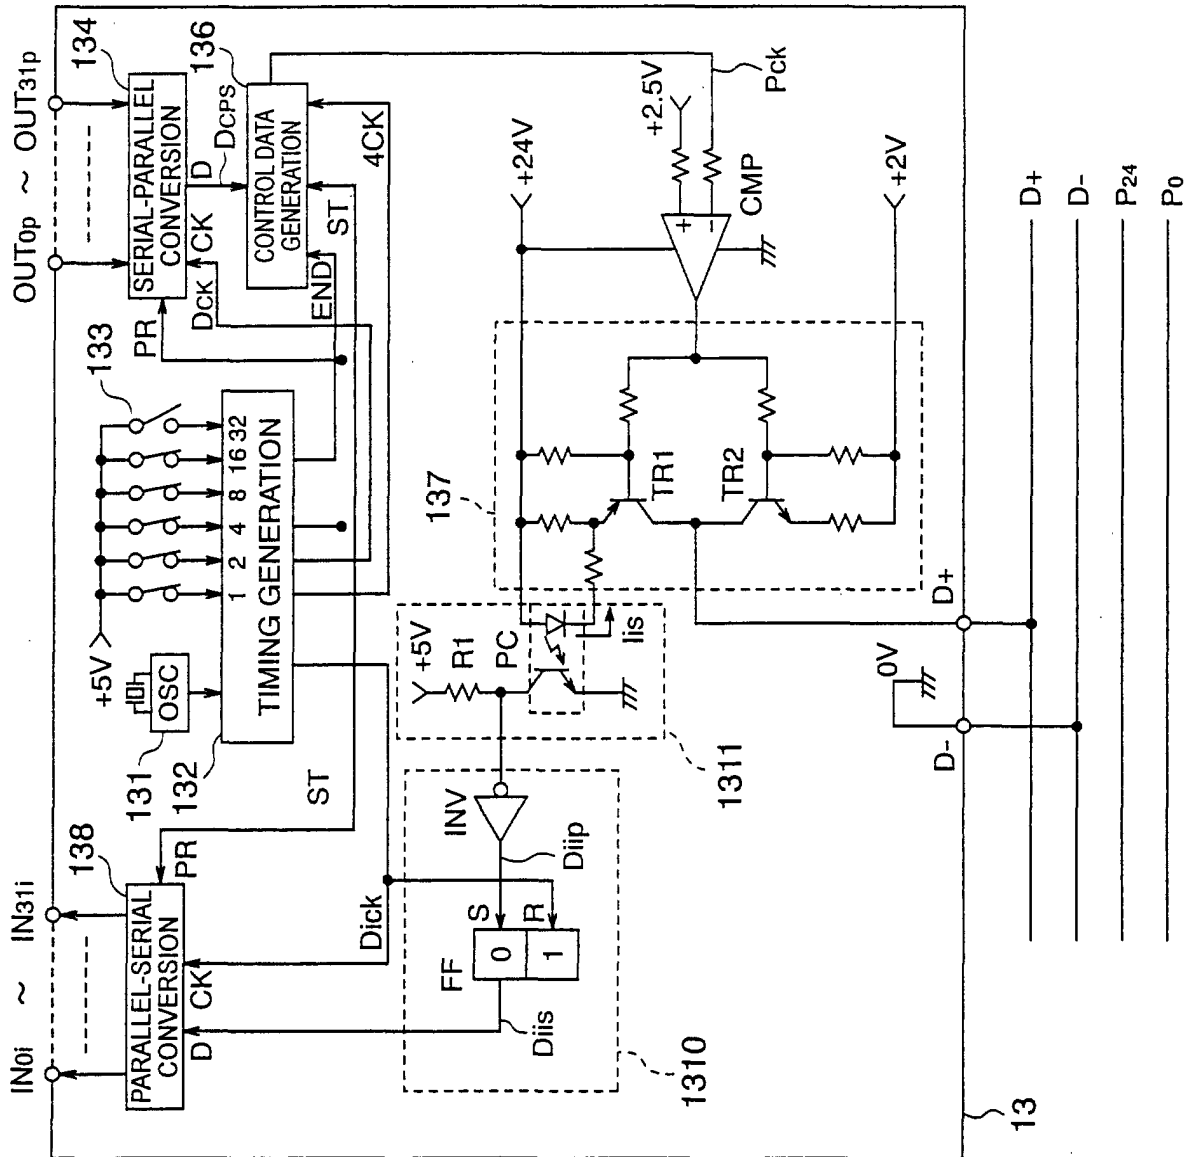 IN0i ~ IN31i
OUT0p ~ OUT31p
138
PARALLEL-SERIAL
CONVERSION
PR
D
CK
ST
131
OSC
132
+5V
133
1 2 4 8 16 32
TIMING GENERATION
PR
134
SERIAL-PARALLEL
CONVERSION
DCK
CK
D
DCPS
136
CONTROL DATA
GENERATION
END
ST
4CK
Dick
FF
0
1
S
R
INV
Diip
Diis
1310
+5V
R1
PC
Iis
1311
137
TR1
TR2
+24V
+2.5V
+
−
CMP
Pck
+2V
0V
D-
D+
13
D+
D-
P24
P0